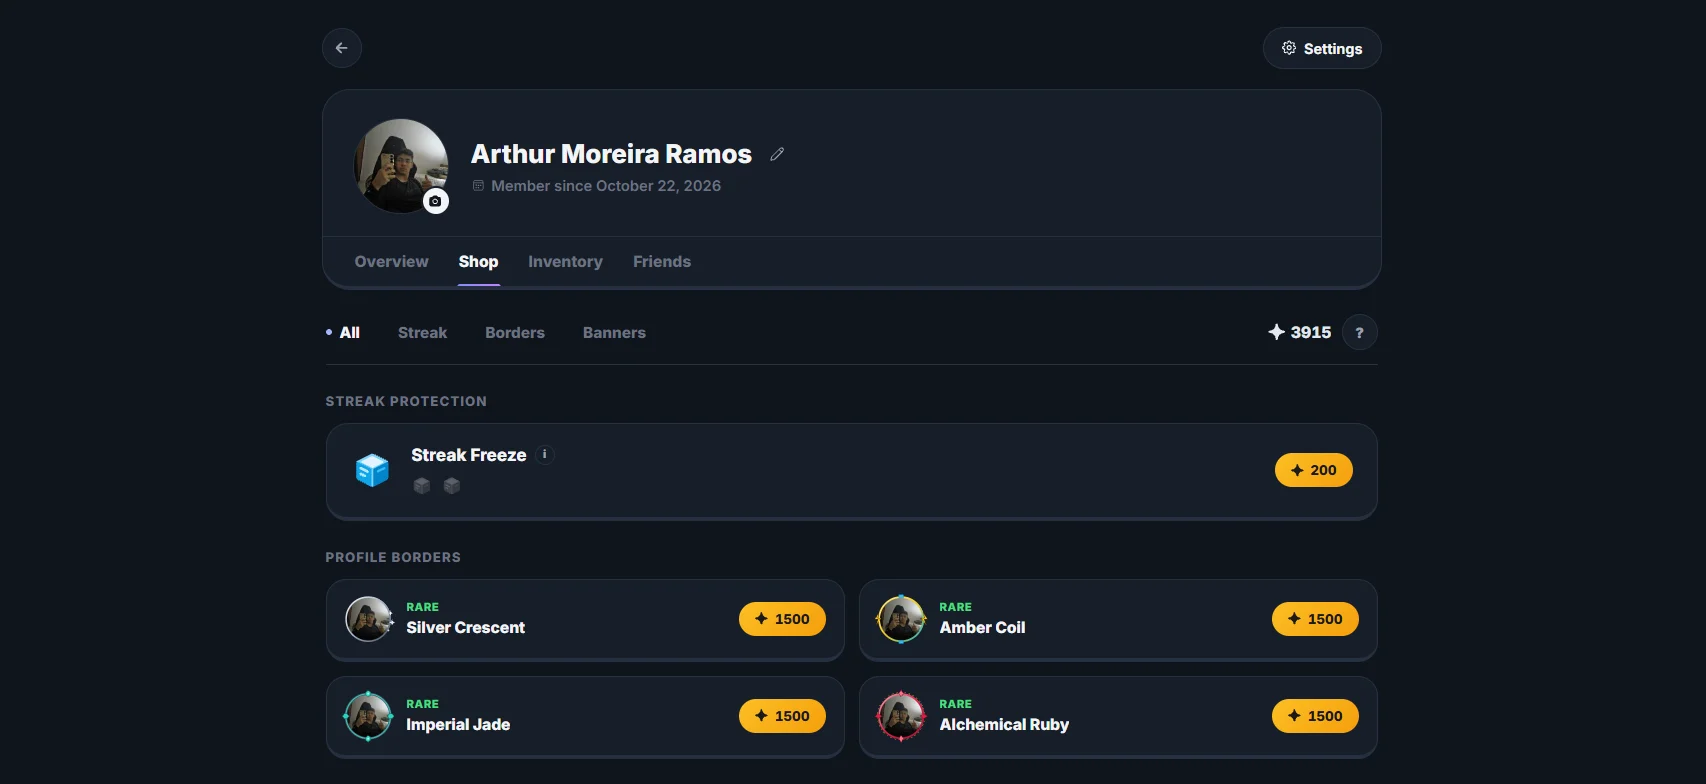 Settings
Arthur Moreira Ramos
Member since October 22, 2026
Overview Shop Inventory Friends
All Streak Borders Banners 3915 ?
STREAK PROTECTION
Streak Freeze i
200
PROFILE BORDERS
RARE
Silver Crescent
1500
RARE
Amber Coil
1500
RARE
Imperial Jade
1500
RARE
Alchemical Ruby
1500